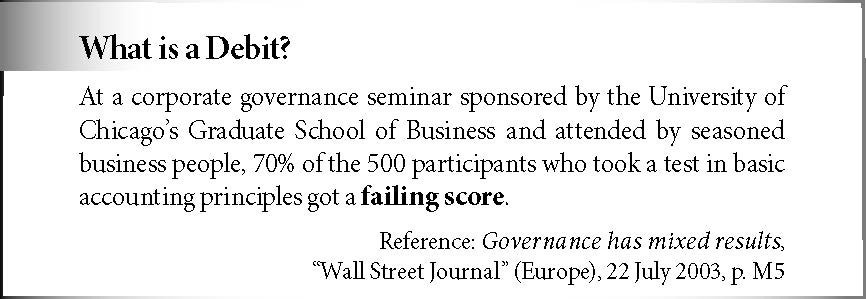 What is a Debit?
At a corporate governance seminar sponsored by the University of
Chicago's Graduate School of Business and attended by seasoned
business people, 70% of the 500 participants who took a test in basic
accounting principles got a failing score.
Reference: Governance has mixed results,
“Wall Street Journal” (Europe), 22 July 2003, p. M5